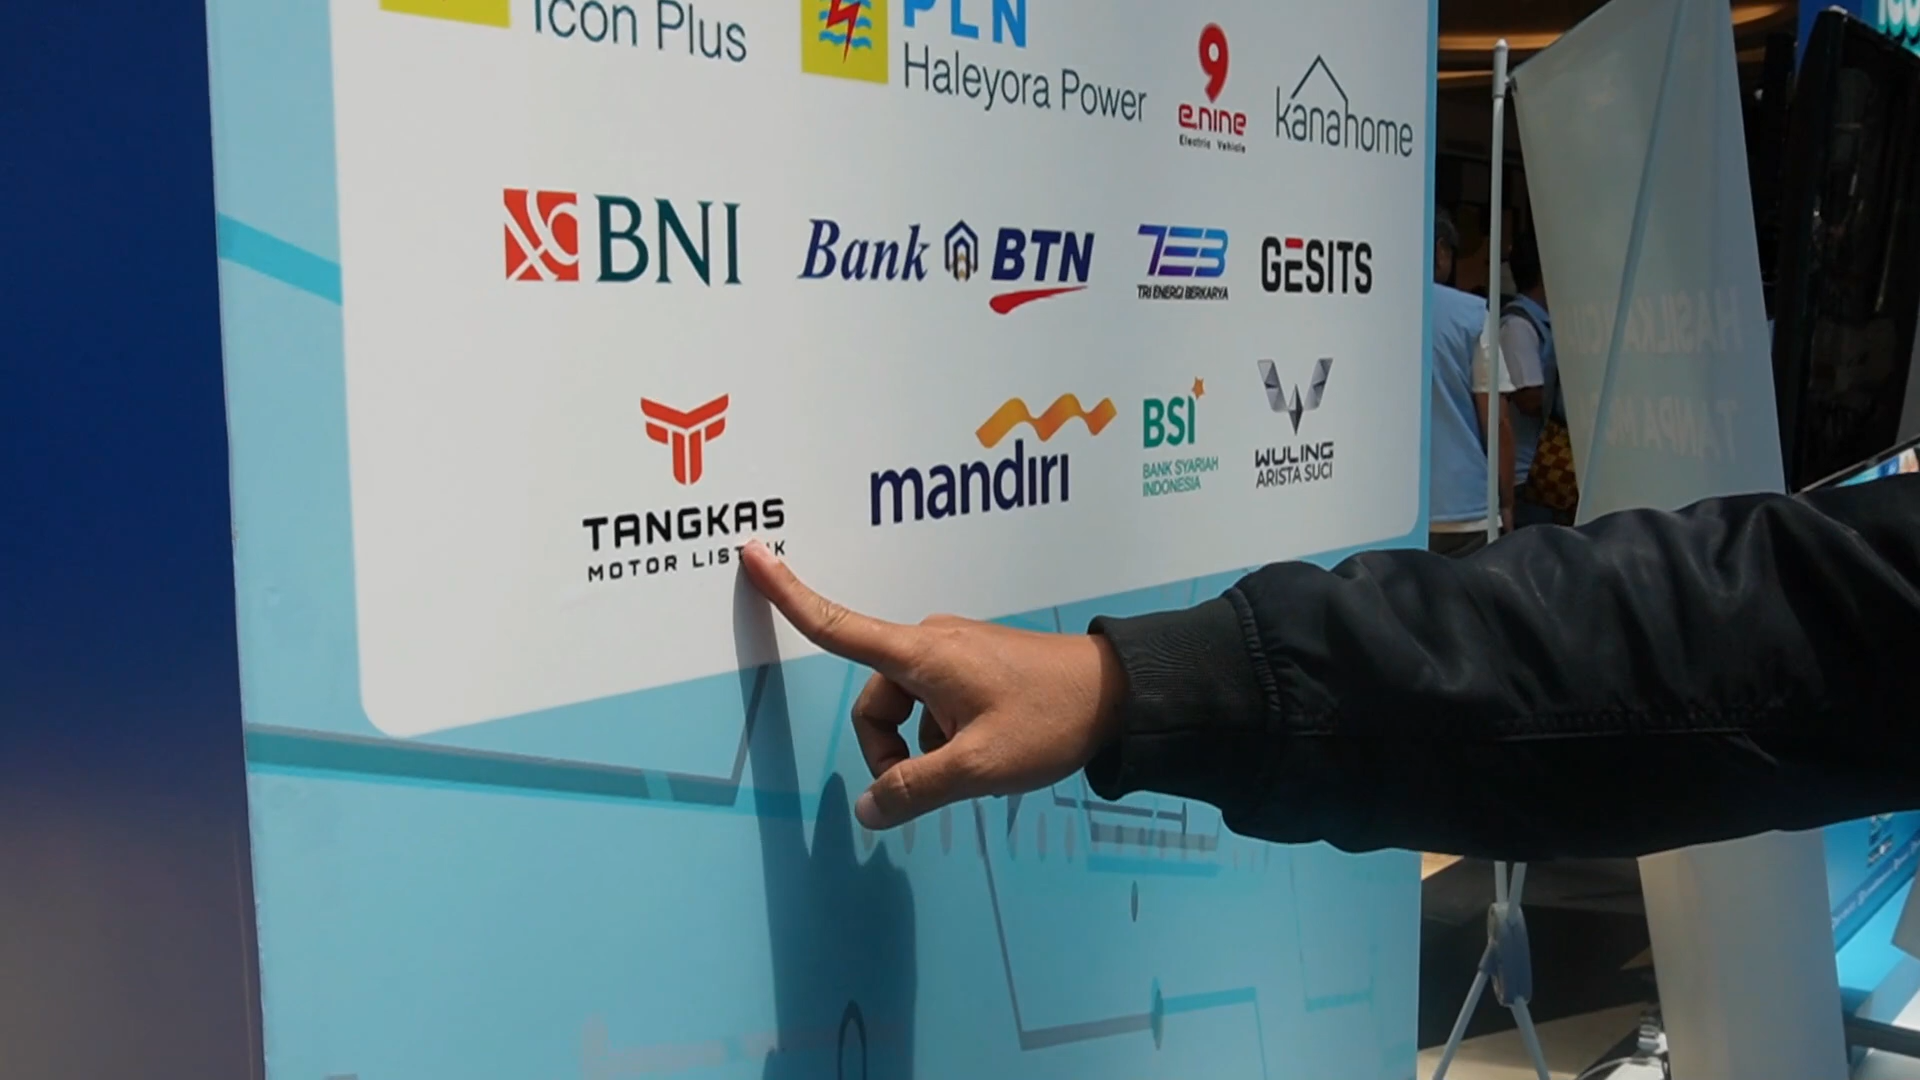 Icon Plus
PLN
Haleyora Power
9
e.nine
Electric Vehicle
kanahome
BNI
Bank BTN
TEB
TRI ENERGI BERKARYA
GESITS
TANGKAS
MOTOR LIST K
mandiri
BSI
BANK SYARIAH
INDONESIA
WULING
ARISTA SUCI